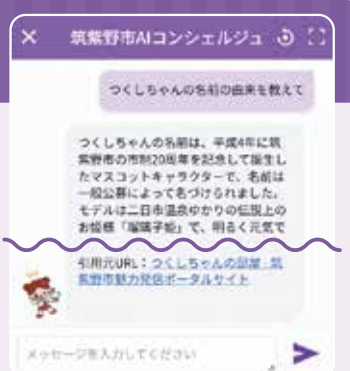 筑紫野市AIコンシェルジュ
つくしちゃんの名前の由来を教えて
つくしちゃんの名前は、平成4年に筑
紫野市の市制20周年を記念して誕生し
たマスコットキャラクターで、名前は
一般公募によって名づけられました。
モデルは二日市温泉ゆかりの伝説上の
お姫様「瑠璃子姫」で、明るく元気で
引用元URL：つくしちゃんの部屋 : 筑
紫野市魅力発信ポータルサイト
メッセージを入力してください